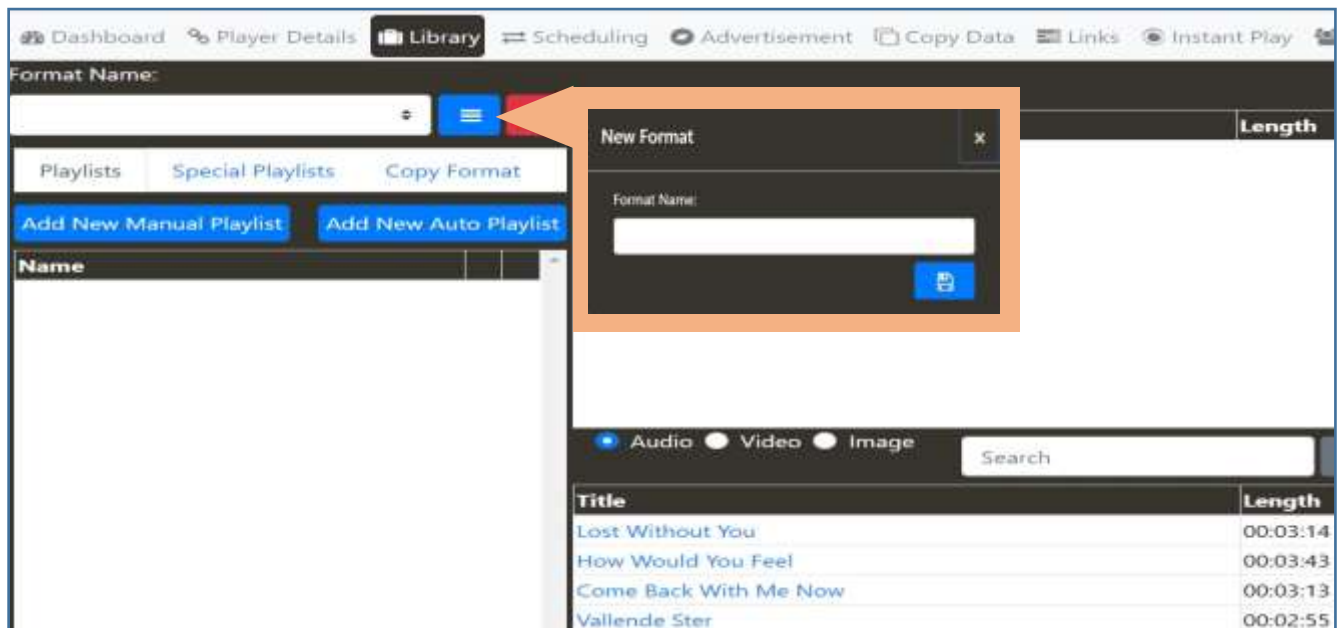 Dashboard Player Details Library Scheduling Advertisement Copy Data Links Instant Play
Format Name:
New Format x
Length
Playlists Special Playlists Copy Format
Format Name:
Add New Manual Playlist Add New Auto Playlist
Name
Audio Video Image Search
Title Length
Lost Without You 00:03:14
How Would You Feel 00:03:43
Come Back With Me Now 00:03:13
Vallende Ster 00:02:55